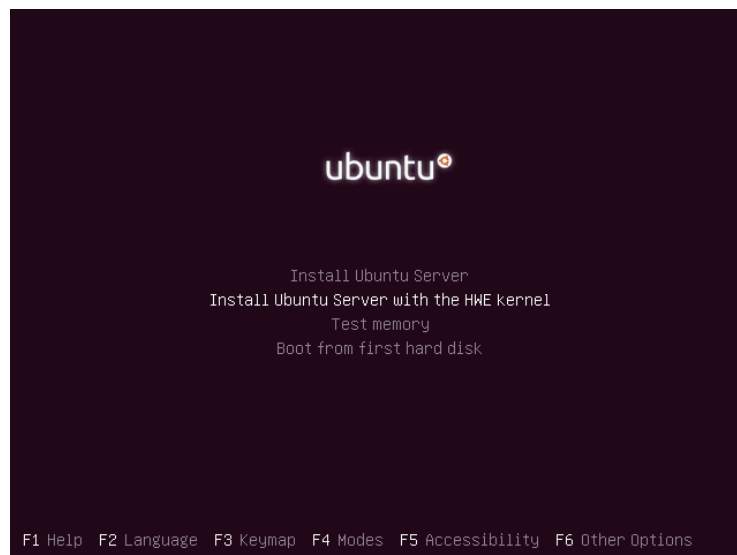 ubuntu
Install Ubuntu Server
Install Ubuntu Server with the HWE kernel
Test memory
Boot from first hard disk
F1 Help F2 Language F3 Keymap F4 Modes F5 Accessibility F6 Other Options